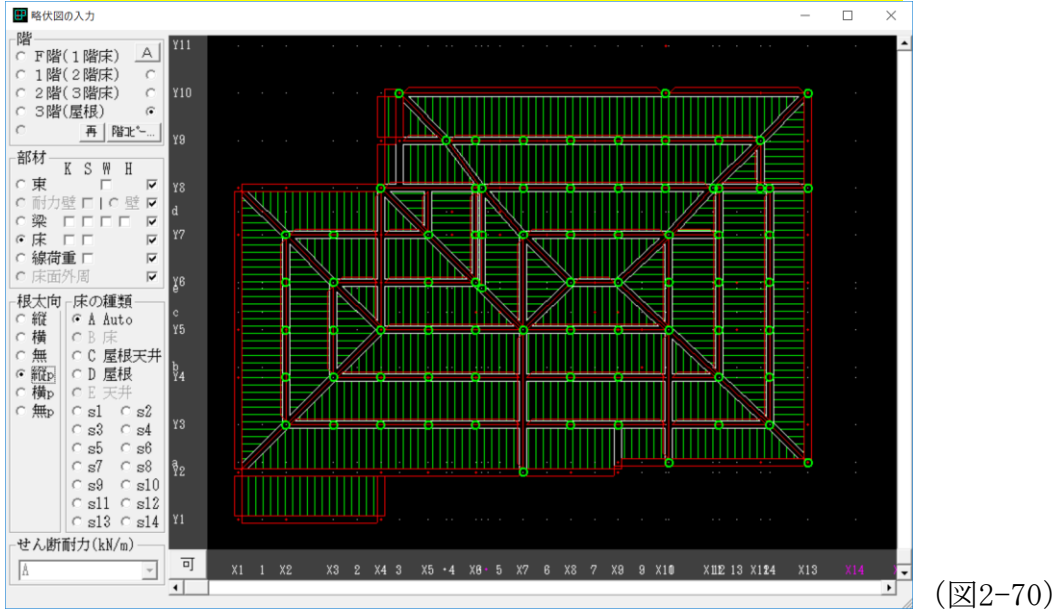 略伏図の入力
階
F階(1階床) A
1階(2階床)
2階(3階床)
3階(屋根)
再 階ｺﾋﾟｰ...
部材
K S W H
束
耐力壁 | 壁
梁
床
線荷重
床面外周
根太向
縦
横
無
縦p
横p
無p
床の種類
A Auto
B 床
C 屋根天井
D 屋根
E 天井
s1 s2
s3 s4
s5 s6
s7 s8
s9 s10
s11 s12
s13 s14
せん断耐力(kN/m)
A
Y11
Y10
Y9
Y8
d
Y7
Y6
e
c
Y5
b
Y4
Y3
a
Y2
Y1
可
X1 1 X2 X3 2 X4 3 X5 4 X6 5 X7 6 X8 7 X9 9 X10 13 X13 X14
(図2-70)